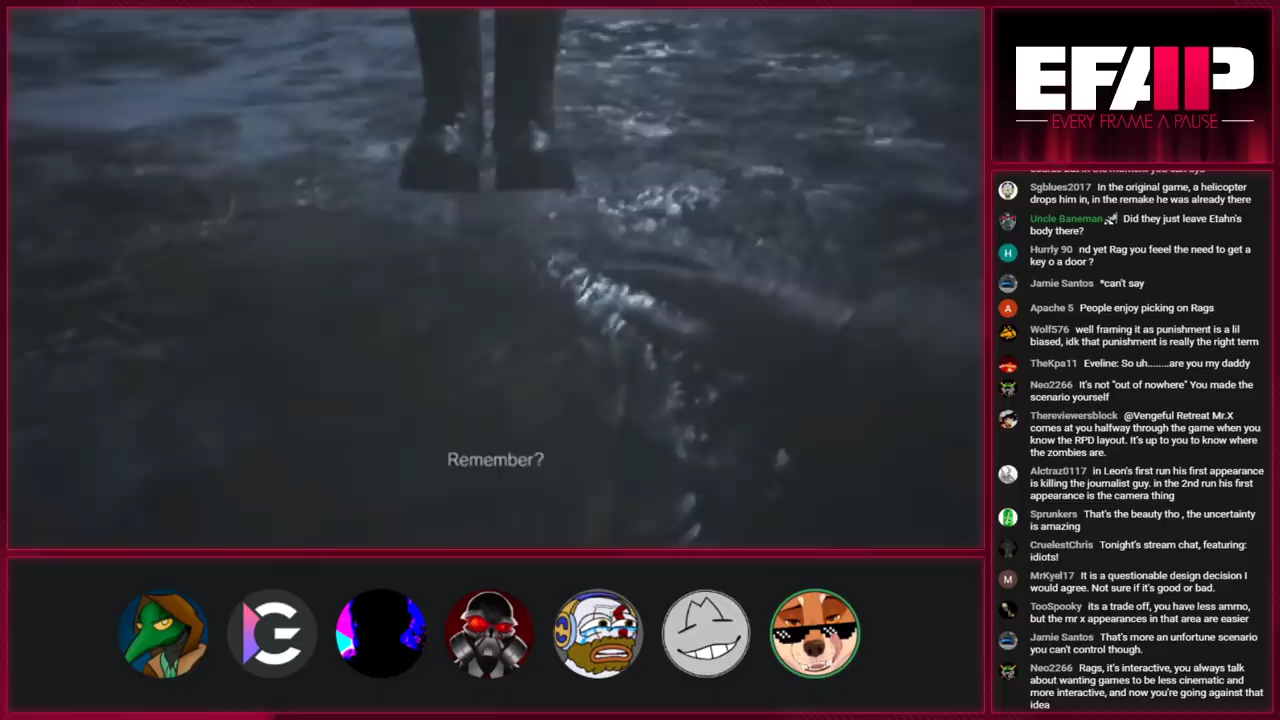 EFAP
EVERY FRAME A PAUSE
Sgblues2017 In the original game, a helicopter
drops him in, in the remake he was already there
Uncle Baneman Did they just leave Etahn's
body there?
Hurrly 90 nd yet Rag you feeel the need to get a
key o a door ?
Jamie Santos *can't say
Apache 5 People enjoy picking on Rags
Wolf576 well framing it as punishment is a lil
biased, idk that punishment is really the right term
TheKpa11 Eveline: So uh........are you my daddy
Neo2266 It's not "out of nowhere" You made the
scenario yourself
Thereviewersblock @Vengeful Retreat Mr.X
comes at you halfway through the game when you
know the RPD layout. It's up to you to know where
the zombies are.
Alctraz0117 in Leon's first run his first appearance
is killing the journalist guy. in the 2nd run his first
appearance is the camera thing
Sprunkers That's the beauty tho , the uncertainty
is amazing
CruelestChris Tonight's stream chat, featuring:
idiots!
MrKyel17 It is a questionable design decision I
would agree. Not sure if it's good or bad.
TooSpooky its a trade off, you have less ammo,
but the mr x appearances in that area are easier
Jamie Santos That's more an unfortune scenario
you can't control though.
Neo2266 Rags, it's interactive, you always talk
about wanting games to be less cinematic and
more interactive, and now you're going against that
idea
Remember?